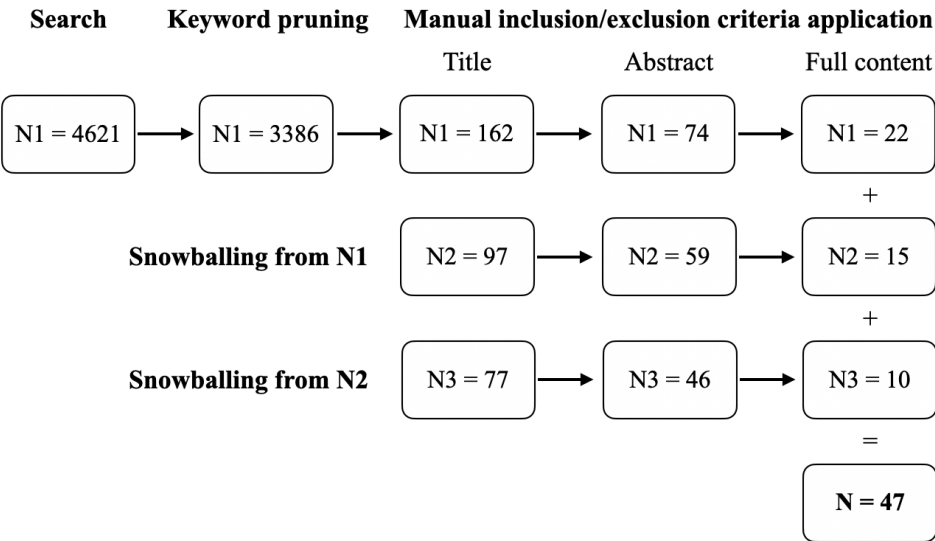 Search Keyword pruning Manual inclusion/exclusion criteria application
Title Abstract Full content
N1 = 4621 N1 = 3386 N1 = 162 N1 = 74 N1 = 22
+
Snowballing from N1 N2 = 97 N2 = 59 N2 = 15
+
Snowballing from N2 N3 = 77 N3 = 46 N3 = 10
=
N = 47